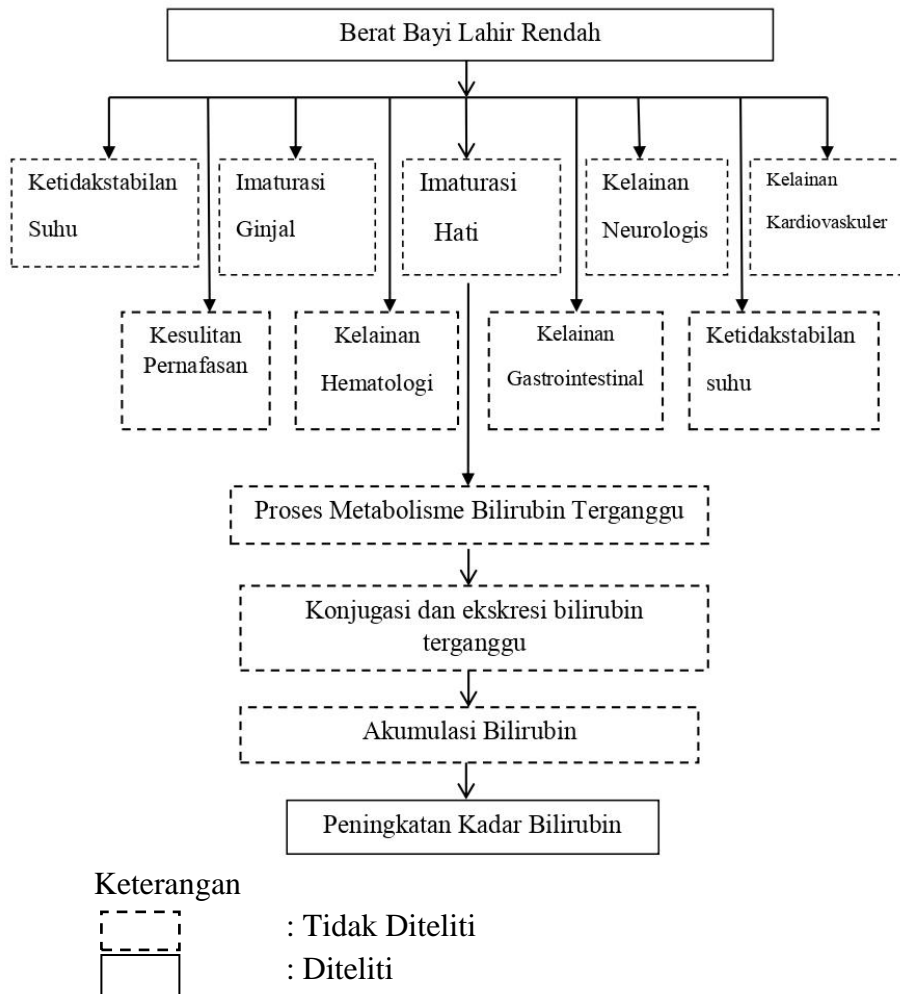 Berat Bayi Lahir Rendah
Ketidakstabilan
Suhu
Imaturasi
Ginjal
Imaturasi
Hati
Kelainan
Neurologis
Kelainan
Kardiovaskuler
Kesulitan
Pernafasan
Kelainan
Hematologi
Kelainan
Gastrointestinal
Ketidakstabilan
suhu
Proses Metabolisme Bilirubin Terganggu
Konjugasi dan ekskresi bilirubin
terganggu
Akumulasi Bilirubin
Peningkatan Kadar Bilirubin
Keterangan
: Tidak Diteliti
: Diteliti